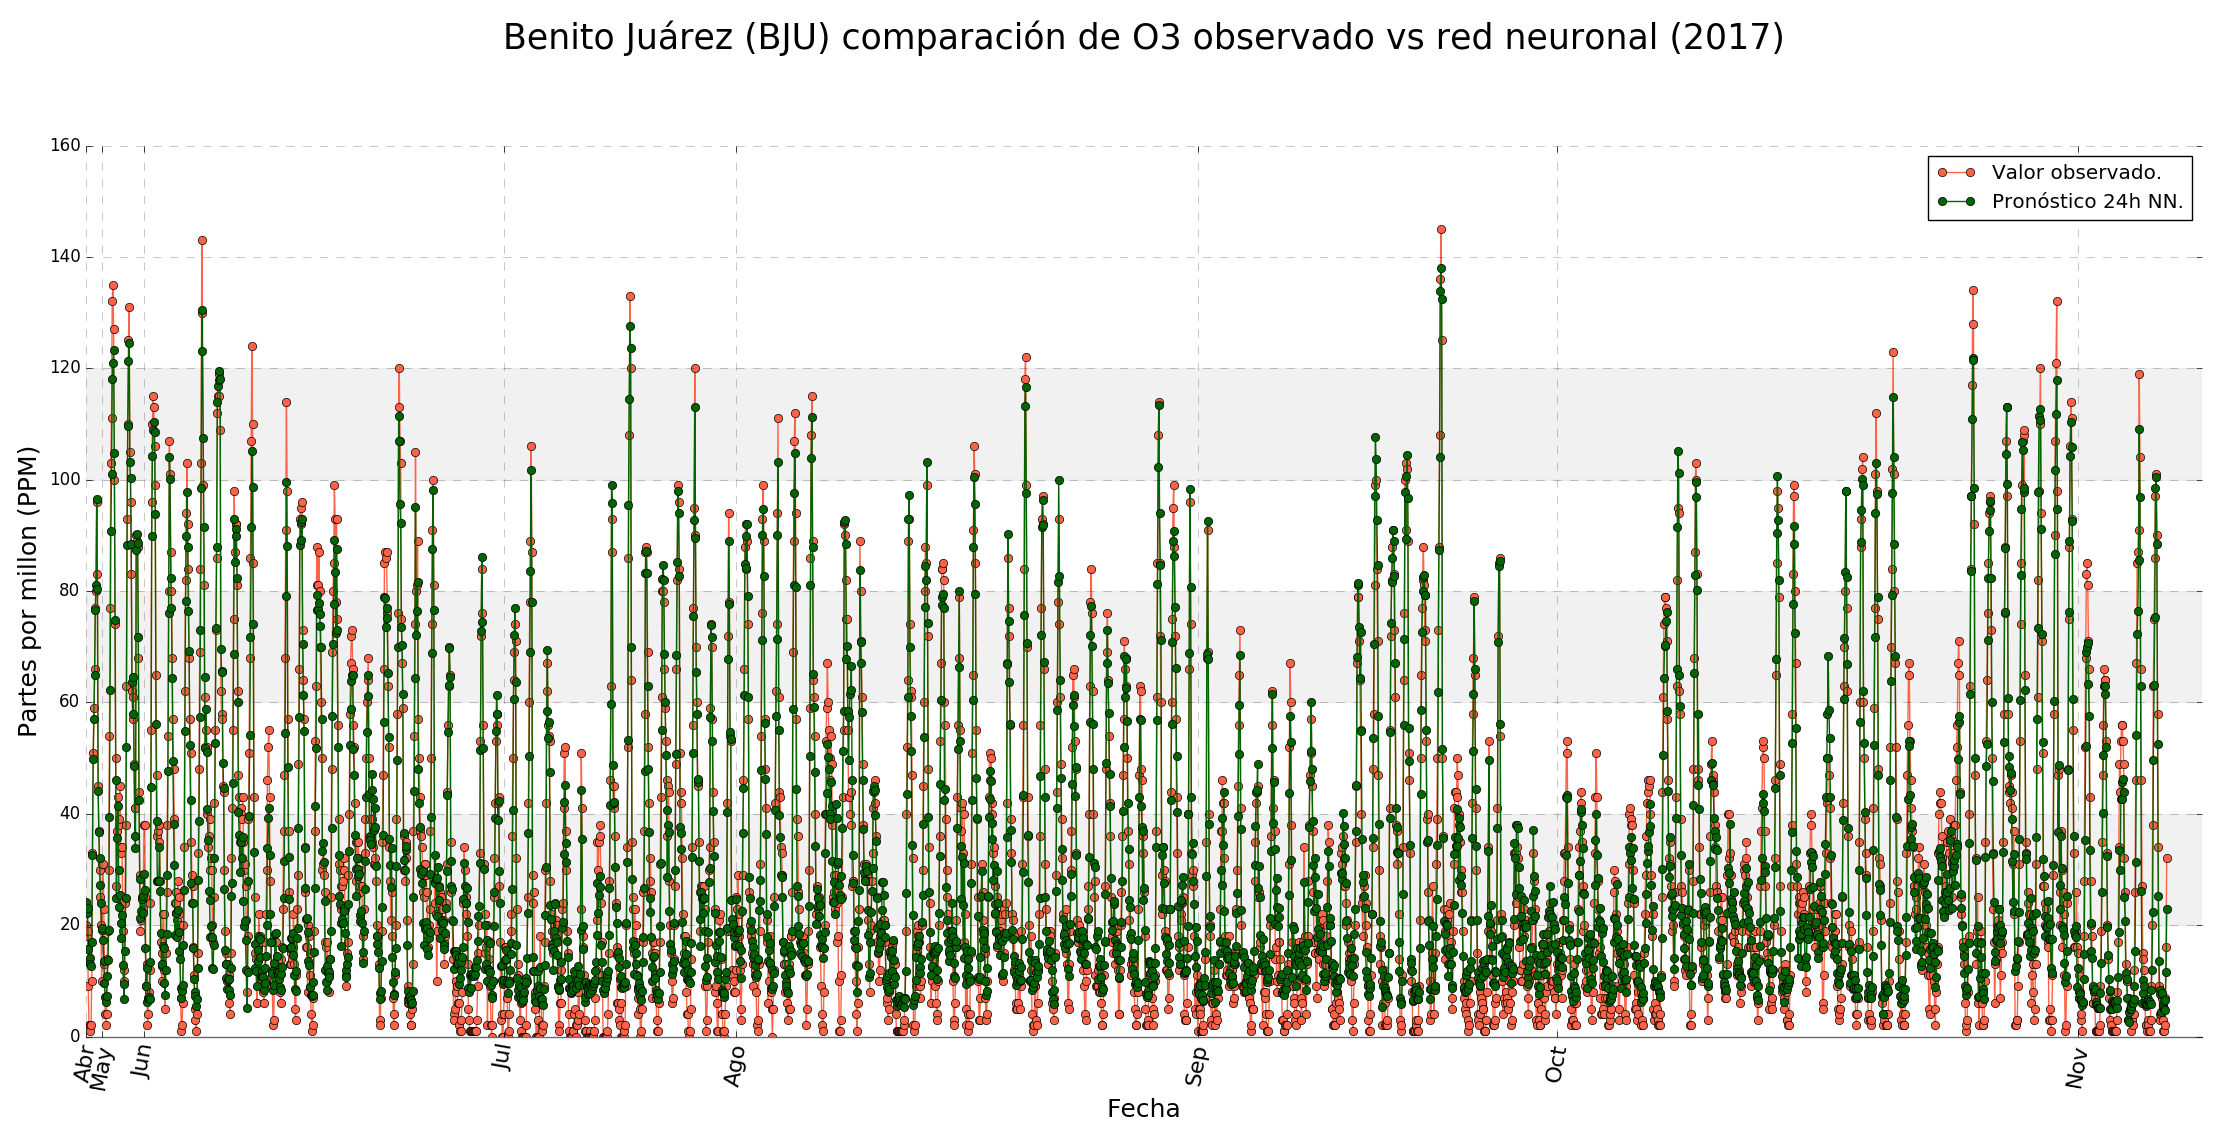 Benito Juárez (BJU) comparación de O3 observado vs red neuronal (2017)
160
140
120
100
80
60
40
20
0
Partes por millon (PPM)
Valor observado.
Pronóstico 24h NN.
Abr
May
Jun
Jul
Ago
Sep
Oct
Nov
Fecha